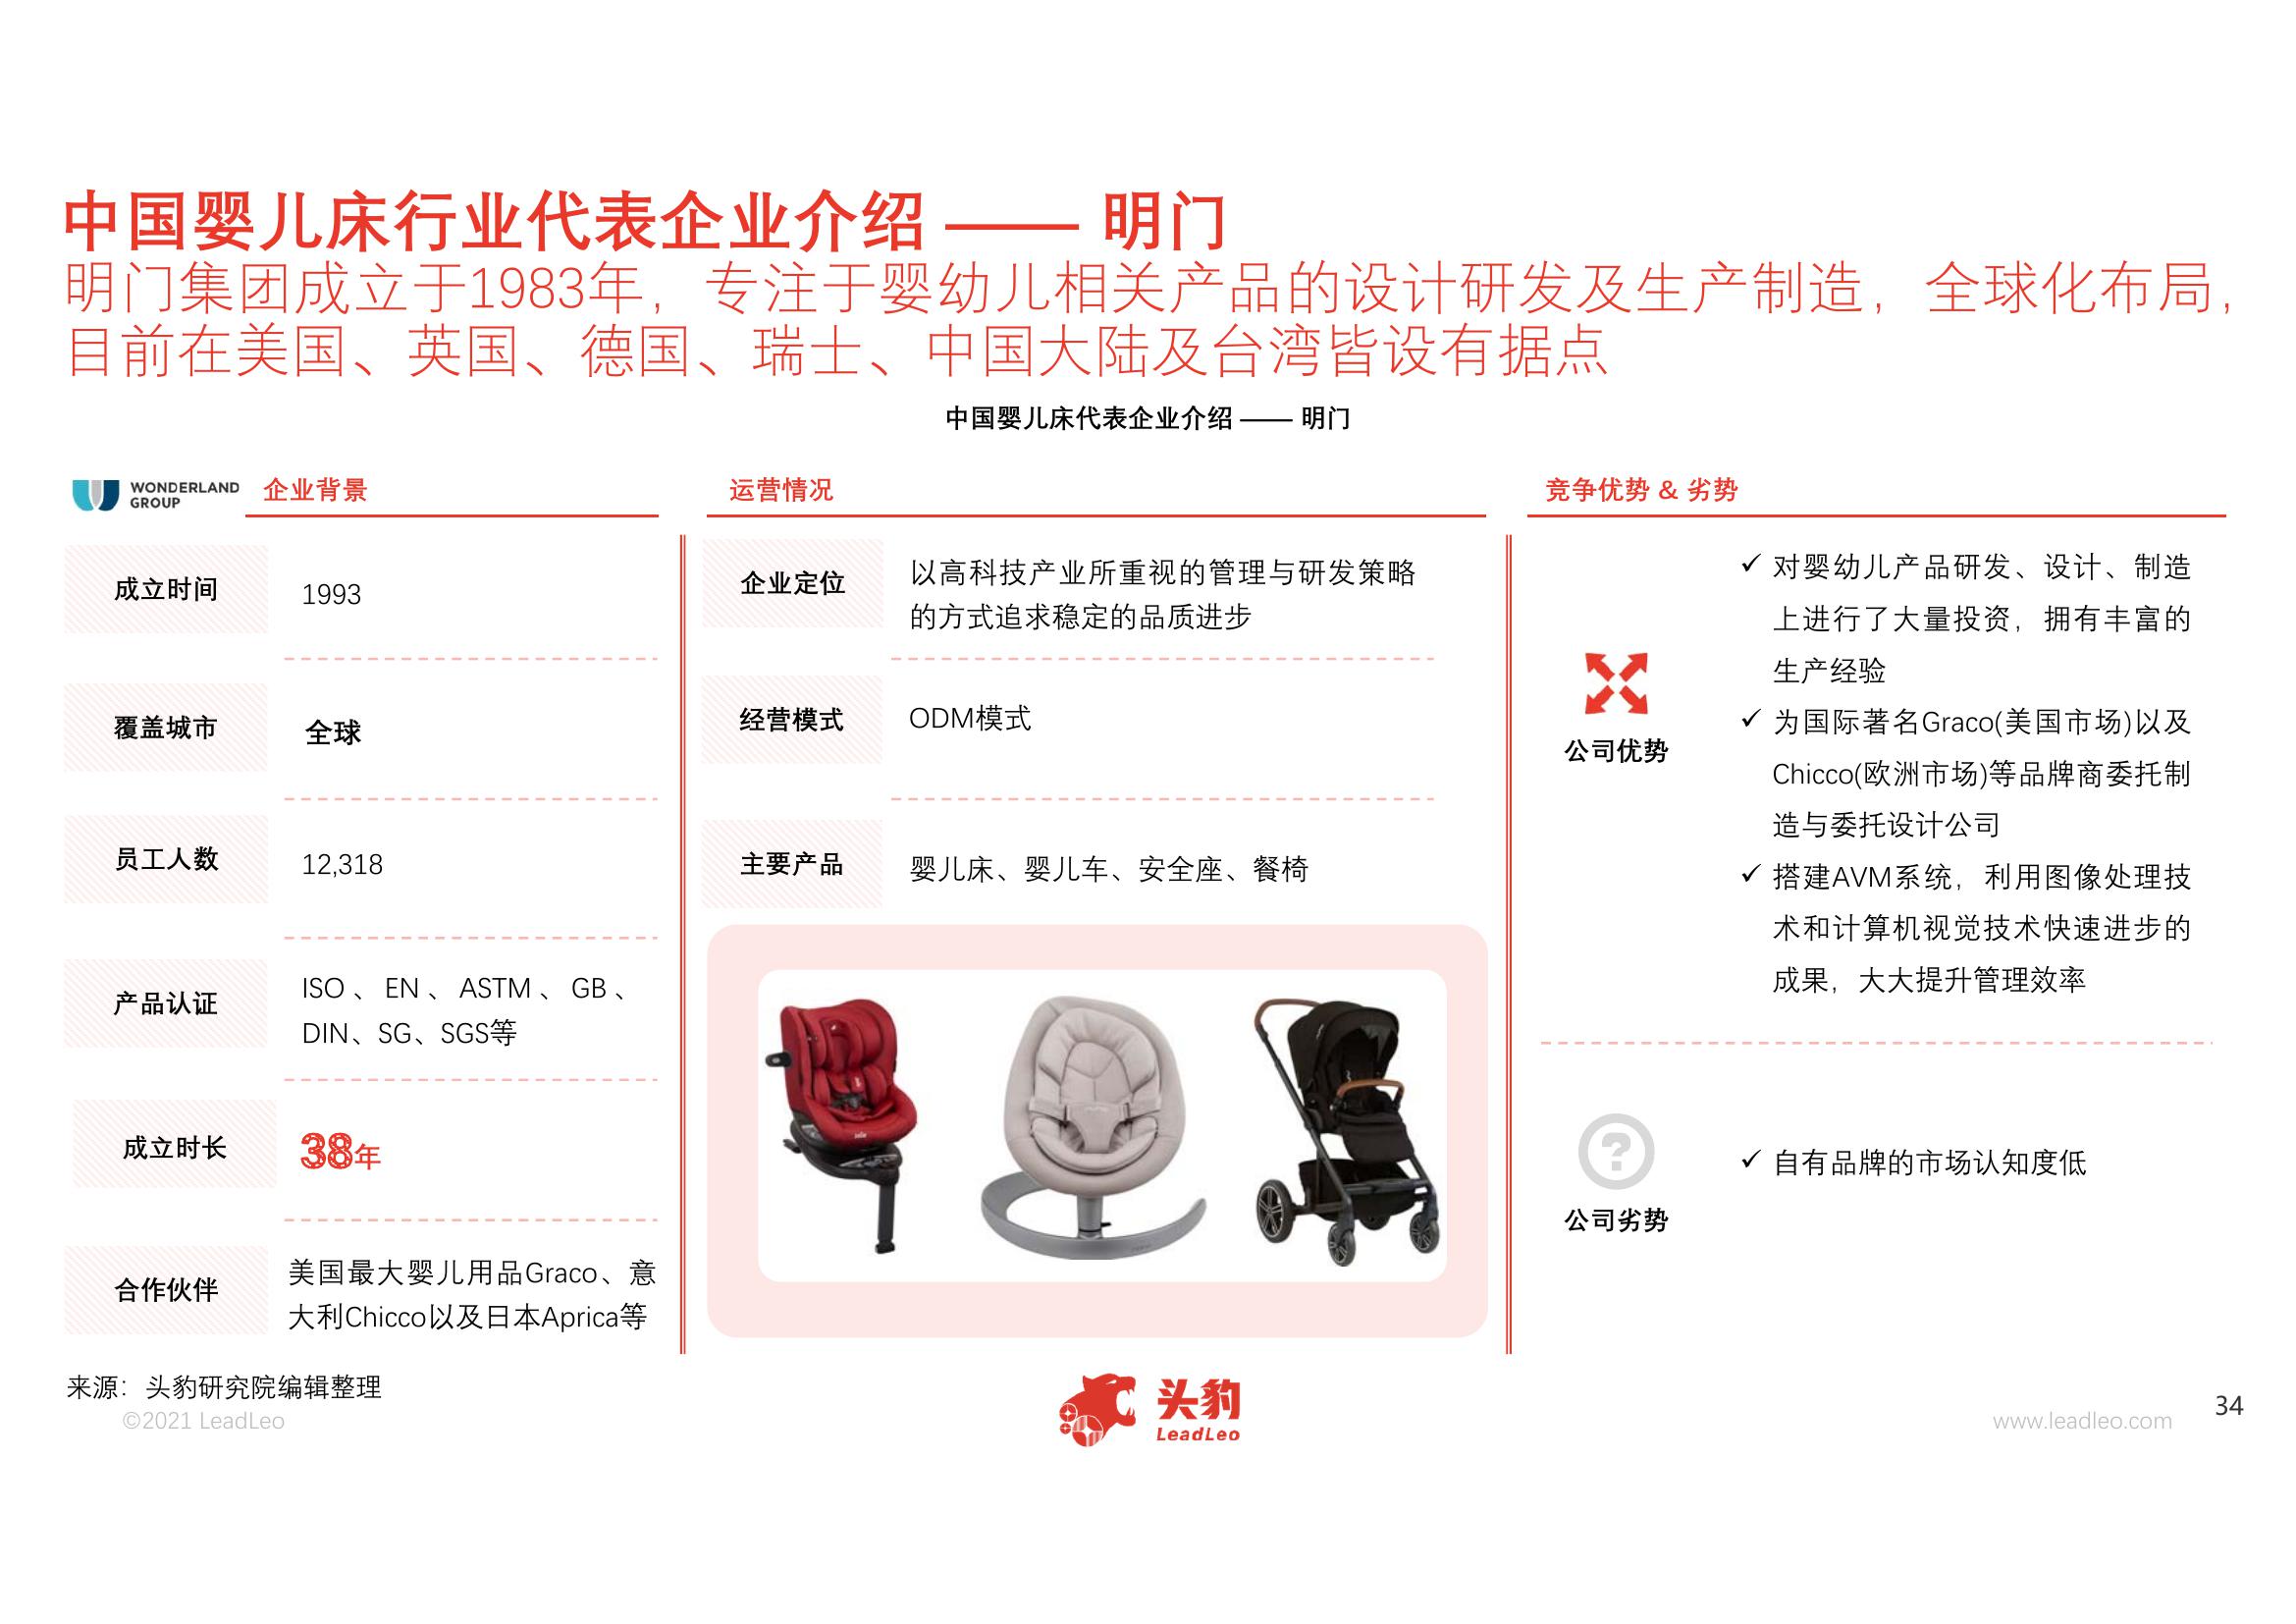 中国婴儿床行业代表企业介绍 —— 明门
明门集团成立于1983年，专注于婴幼儿相关产品的设计研发及生产制造，全球化布局，
目前在美国、英国、德国、瑞士、中国大陆及台湾皆设有据点
中国婴儿床代表企业介绍 —— 明门
WONDERLAND
GROUP
企业背景
成立时间
1993
覆盖城市
全球
员工人数
12,318
产品认证
ISO 、 EN 、 ASTM 、 GB 、
DIN、SG、SGS等
成立时长
38年
合作伙伴
美国最大婴儿用品Graco、意
大利Chicco以及日本Aprica等
运营情况
企业定位
以高科技产业所重视的管理与研发策略
的方式追求稳定的品质进步
经营模式
ODM模式
主要产品
婴儿床、婴儿车、安全座、餐椅
竞争优势 & 劣势
公司优势
✓ 对婴幼儿产品研发、设计、制造
上进行了大量投资，拥有丰富的
生产经验
✓ 为国际著名Graco(美国市场)以及
Chicco(欧洲市场)等品牌商委托制
造与委托设计公司
✓ 搭建AVM系统，利用图像处理技
术和计算机视觉技术快速进步的
成果，大大提升管理效率
?
公司劣势
✓ 自有品牌的市场认知度低
来源：头豹研究院编辑整理
©2021 LeadLeo
头豹
LeadLeo
www.leadleo.com
34